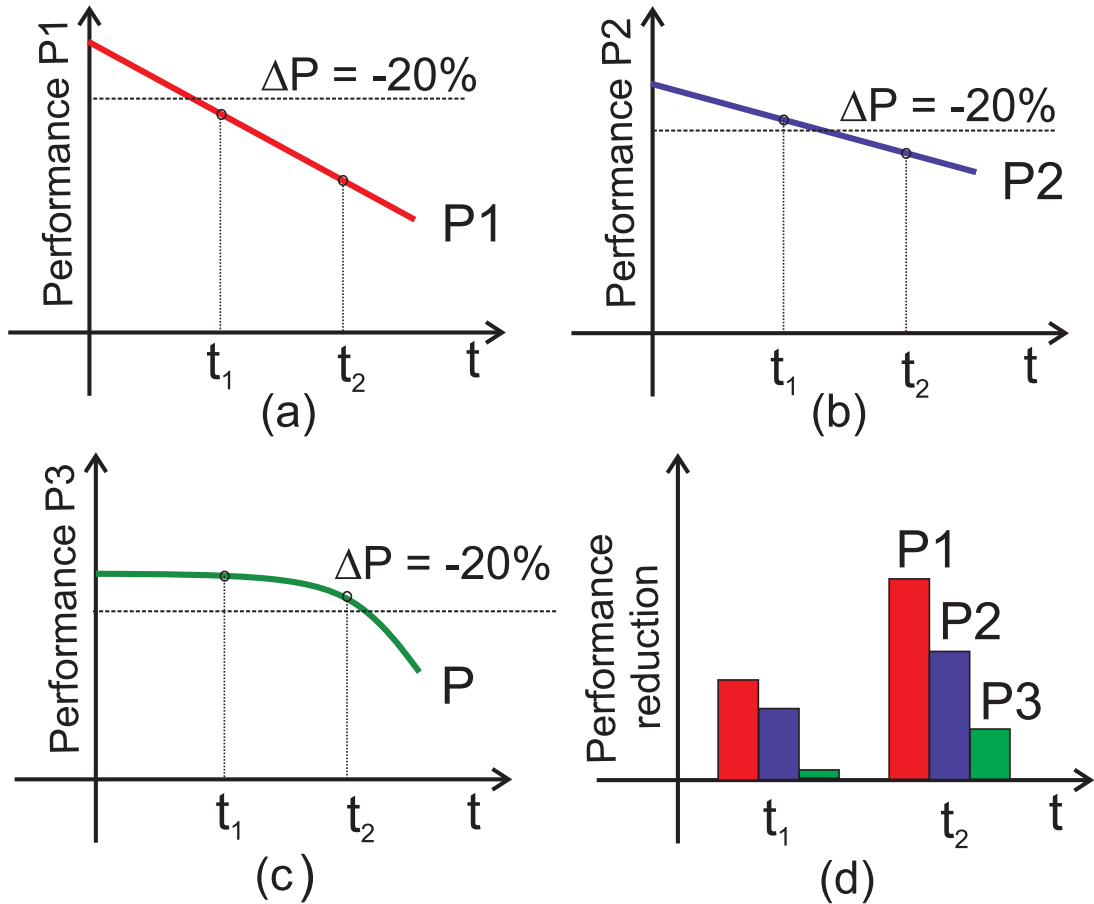 Performance P1
ΔP = -20%
P1
t₁
t₂
t
(a)
Performance P2
ΔP = -20%
P2
t₁
t₂
t
(b)
Performance P3
ΔP = -20%
P
t₁
t₂
t
(c)
Performance
reduction
P1
P2
P3
t₁
t₂
t
(d)